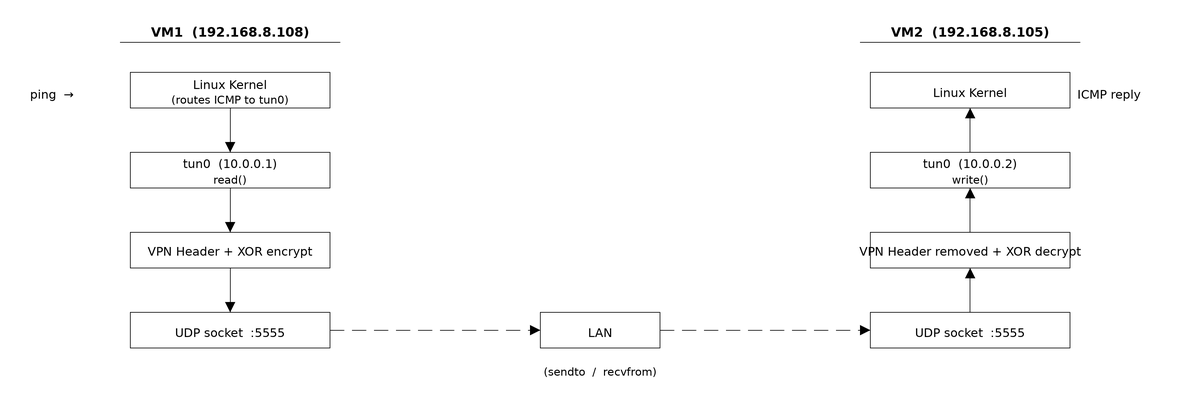 VM1  (192.168.8.108)
VM2  (192.168.8.105)
ping  →
Linux Kernel
(routes ICMP to tun0)
Linux Kernel
ICMP reply
tun0  (10.0.0.1)
read()
tun0  (10.0.0.2)
write()
VPN Header + XOR encrypt
VPN Header removed + XOR decrypt
UDP socket  :5555
LAN
UDP socket  :5555
(sendto  /  recvfrom)